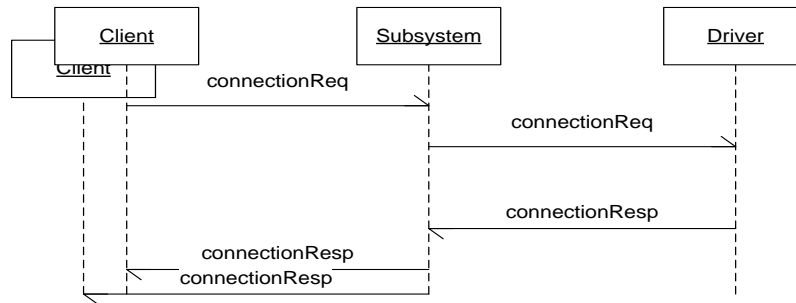 Client
Subsystem
Driver
Client
connectionReq
connectionReq
connectionResp
connectionResp
connectionResp